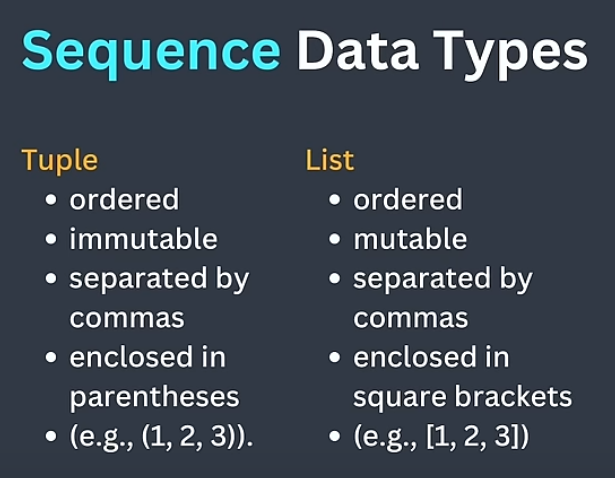 Sequence Data Types
Tuple
• ordered
• immutable
• separated by
commas
• enclosed in
parentheses
• (e.g., (1, 2, 3)).
List
• ordered
• mutable
• separated by
commas
• enclosed in
square brackets
• (e.g., [1, 2, 3])